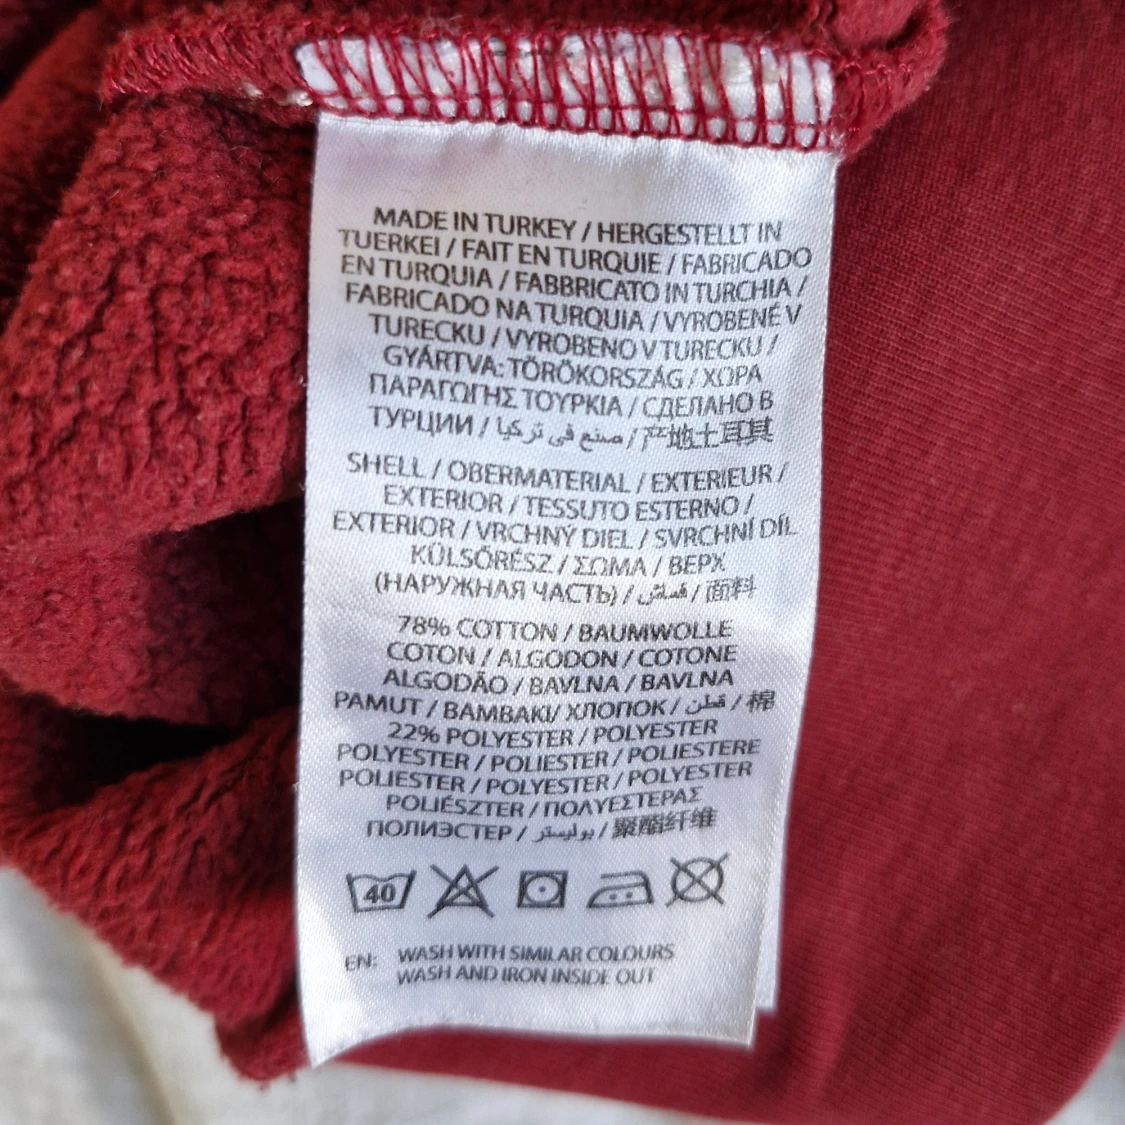 MADE IN TURKEY / HERGESTELLT IN
TUERKEI / FAIT EN TURQUIE / FABRICADO
EN TURQUIA / FABBRICATO IN TURCHIA /
FABRICADO NA TURQUIA / VYROBENÉ V
TURECKU / VYROBENO V TURECKU /
GYÁRTVA: TÖRÖKORSZÁG / ΧΩΡΑ
ΠΑΡΑΓΩΓΗΣ ΤΟΥΡΚΙΑ / СДЕЛАНО В
ТУРЦИИ / صنع في تركيا / 产地土耳其
SHELL / OBERMATERIAL / EXTERIEUR /
EXTERIOR / TESSUTO ESTERNO /
EXTERIOR / VRCHNÝ DIEL / SVRCHNÍ DÍL
KÜLSÓRÉSZ / ΣΩΜΑ / ВЕРХ
(НАРУЖНАЯ ЧАСТЬ) / قماش / 面料
78% COTTON / BAUMWOLLE
COTON / ALGODON / COTONE
ALGODÃO / BAVLNA / BAVLNA
PAMUT / BAMBAKI/ ХЛОПОК / قطن / 棉
22% POLYESTER / POLYESTER
POLYESTER / POLIESTER / POLIESTERE
POLIESTER / POLYESTER / POLYESTER
POLIÉSZTER / ΠΟΛΥΕΣΤΕΡΑΣ
ПОЛИЭСТЕР / بوليستر / 聚酯纤维
40
EN: WASH WITH SIMILAR COLOURS
WASH AND IRON INSIDE OUT